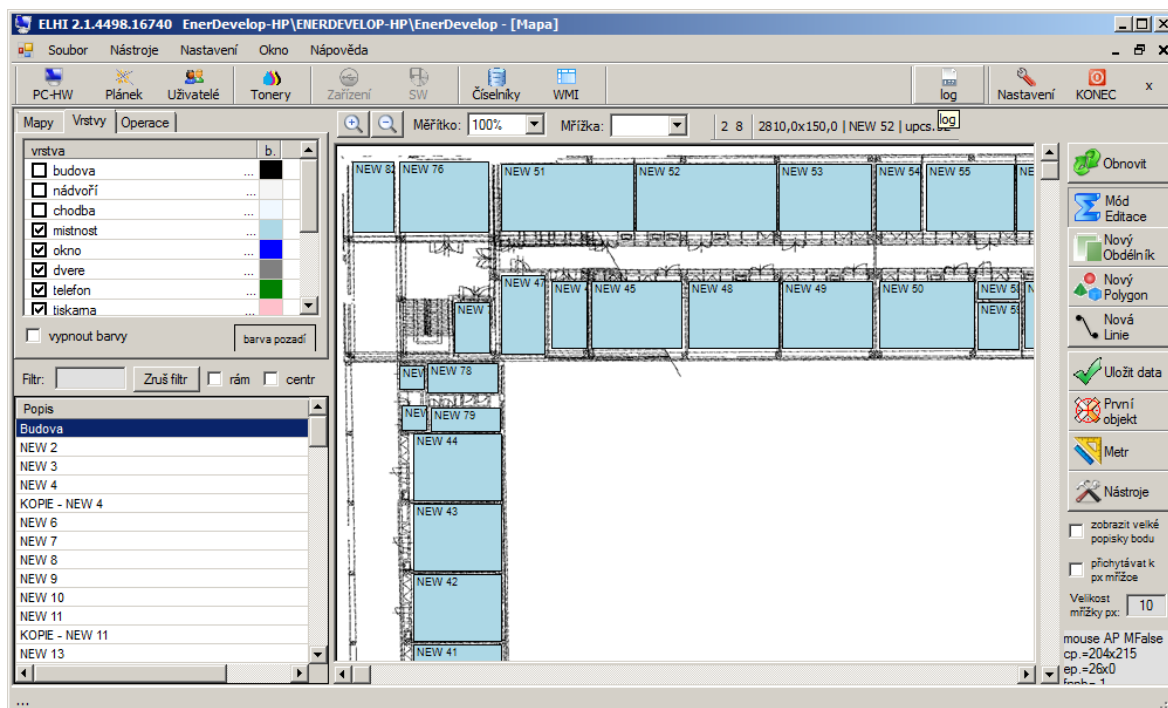 ELHI 2.1.4498.16740 EnerDevelop-HP\ENERDEVELOP-HP\EnerDevelop - [Mapa]
Soubor Nástroje Nastavení Okno Nápověda
PC-HW Plánek Uživatelé Tonery Zařízení SW Číselníky WMI log Nastavení KONEC x
log
Mapy Vrstvy Operace
Měřítko: 100% Mřížka: 2 8 2810,0x150,0 | NEW 52 |
vrstva b.
budova ...
nádvoří ...
chodba ...
mistnost ...
okno ...
dvere ...
telefon ...
tiskarna ...
vypnout barvy barva pozadí
Filtr: Zruš filtr rám centr
Popis
Budova
NEW 2
NEW 3
NEW 4
KOPIE - NEW 4
NEW 6
NEW 7
NEW 8
NEW 9
NEW 10
NEW 11
KOPIE - NEW 11
NEW 13
...
NEW 76 NEW 51 NEW 52 NEW 53 NEW 54 NEW 55
NEW 47 NEW 45 NEW 48 NEW 49 NEW 50
NEW 78
NEW 79
NEW 44
NEW 43
NEW 42
NEW 41
Obnovit
Mód
Editace
Nový
Obdélník
Nový
Polygon
Nová
Linie
Uložit data
První
objekt
Metr
Nástroje
zobrazit velké
popisky bodu
přichytávat k
px mřížce
Velikost
mřížky px: 10
mouse AP MFalse
cp.=204x215
ep.=26x0